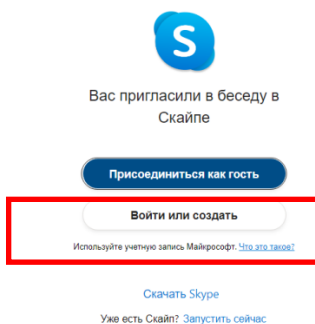 S
Вас пригласили в беседу в
Скайпе
Присоединиться как гость
Войти или создать
Используйте учетную запись Майкрософт. Что это такое?
Скачать Skype
Уже есть Скайп? Запустить сейчас